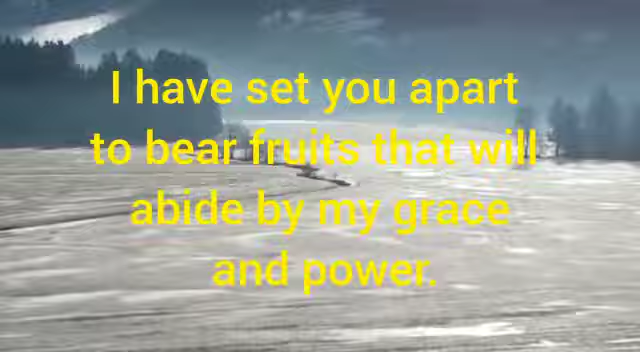 I have set you apart
to bear fruits that will
abide by my grace
and power.